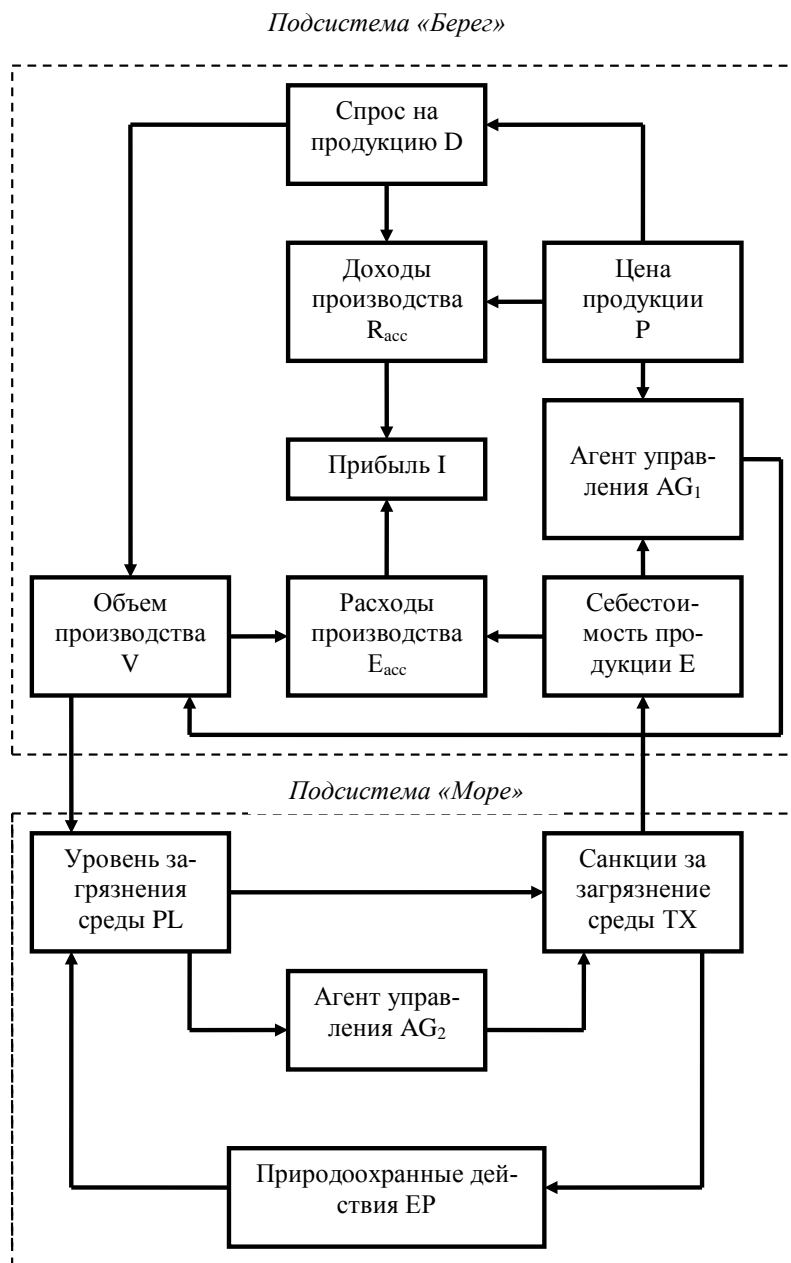 Подсистема «Берег»
Спрос на
продукцию D
Доходы
производства
Rасс
Цена
продукции
P
Прибыль I
Агент управ-
ления AG1
Объем
производства
V
Расходы
производства
Eасс
Себестои-
мость про-
дукции E
Подсистема «Море»
Уровень за-
грязнения
среды PL
Санкции за
загрязнение
среды TX
Агент управ-
ления AG2
Природоохранные дей-
ствия EP